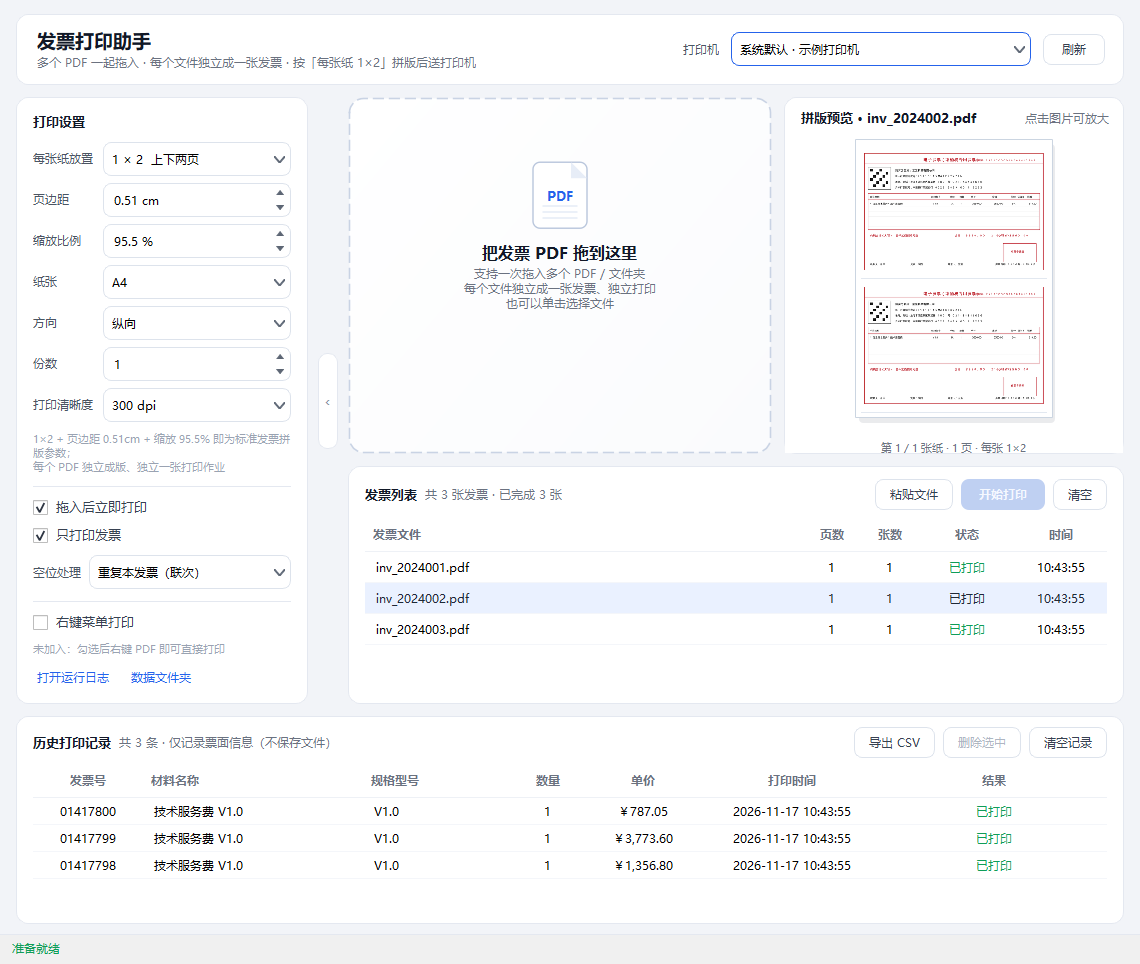 发票打印助手
多个 PDF 一起拖入 · 每个文件独立成一张发票 · 按「每张纸 1×2」拼版后送打印机
打印机
系统默认 · 示例打印机
刷新
打印设置
每张纸放置
1 × 2 上下两页
页边距
0.51 cm
缩放比例
95.5 %
纸张
A4
方向
纵向
份数
1
打印清晰度
300 dpi
1×2 + 页边距 0.51cm + 缩放 95.5% 即为标准发票拼
版参数；
每个 PDF 独立成版、独立一张打印作业
拖入后立即打印
只打印发票
空位处理
重复本发票（联次）
右键菜单打印
未加入：勾选后右键 PDF 即可直接打印
打开运行日志 数据文件夹
‹
PDF
把发票 PDF 拖到这里
支持一次拖入多个 PDF / 文件夹
每个文件独立成一张发票、独立打印
也可以单击选择文件
拼版预览 • inv_2024002.pdf
点击图片可放大
第 1 / 1 张纸 · 1 页 · 每张 1×2
发票列表 共 3 张发票 · 已完成 3 张
粘贴文件 开始打印 清空
发票文件 页数 张数 状态 时间
inv_2024001.pdf 1 1 已打印 10:43:55
inv_2024002.pdf 1 1 已打印 10:43:55
inv_2024003.pdf 1 1 已打印 10:43:55
历史打印记录 共 3 条 · 仅记录票面信息（不保存文件）
导出 CSV 删除选中 清空记录
发票号 材料名称 规格型号 数量 单价 打印时间 结果
01417800 技术服务费 V1.0 V1.0 1 ¥787.05 2026-11-17 10:43:55 已打印
01417799 技术服务费 V1.0 V1.0 1 ¥3,773.60 2026-11-17 10:43:55 已打印
01417798 技术服务费 V1.0 V1.0 1 ¥1,356.80 2026-11-17 10:43:55 已打印
准备就绪